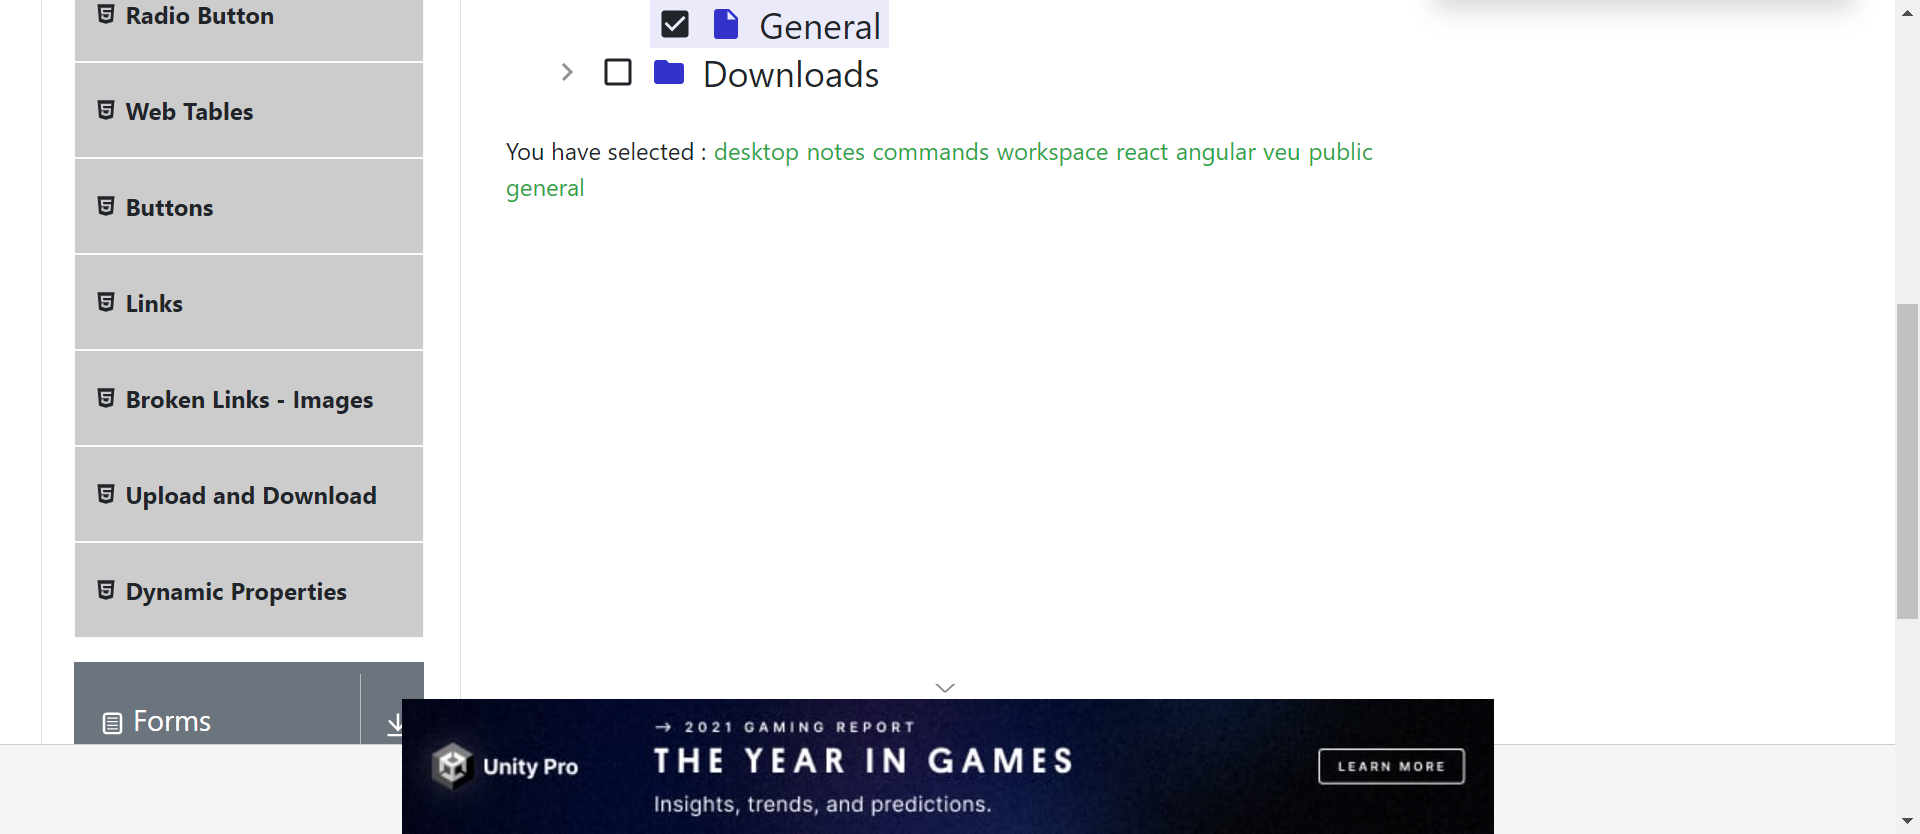 Radio Button
Web Tables
Buttons
Links
Broken Links - Images
Upload and Download
Dynamic Properties
Forms
General
Downloads
You have selected : desktop notes commands workspace react angular veu public
general
Unity Pro
→ 2021 GAMING REPORT
THE YEAR IN GAMES
Insights, trends, and predictions.
LEARN MORE